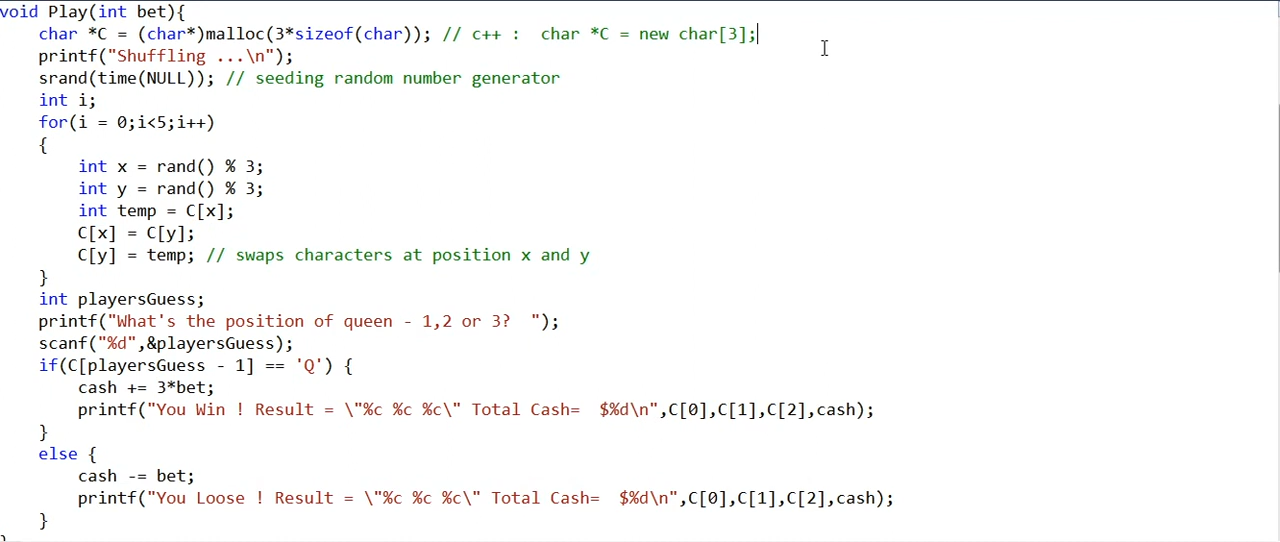 void Play(int bet){
    char *C = (char*)malloc(3*sizeof(char)); // c++ :  char *C = new char[3];
    printf("Shuffling ...\n");
    srand(time(NULL)); // seeding random number generator
    int i;
    for(i = 0;i<5;i++)
    {
        int x = rand() % 3;
        int y = rand() % 3;
        int temp = C[x];
        C[x] = C[y];
        C[y] = temp; // swaps characters at position x and y
    }
    int playersGuess;
    printf("What's the position of queen - 1,2 or 3?  ");
    scanf("%d",&playersGuess);
    if(C[playersGuess - 1] == 'Q') {
        cash += 3*bet;
        printf("You Win ! Result = \"%c %c %c\" Total Cash=  $%d\n",C[0],C[1],C[2],cash);
    }
    else {
        cash -= bet;
        printf("You Loose ! Result = \"%c %c %c\" Total Cash=  $%d\n",C[0],C[1],C[2],cash);
    }